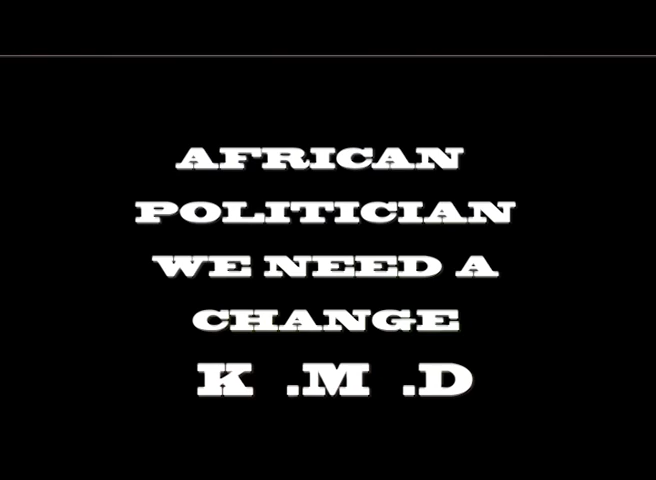 AFRICAN
POLITICIAN
WE NEED A
CHANGE
K .M .D